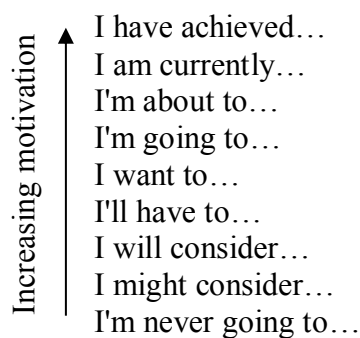 Increasing motivation
I have achieved…
I am currently…
I'm about to…
I'm going to…
I want to…
I'll have to…
I will consider…
I might consider…
I'm never going to…